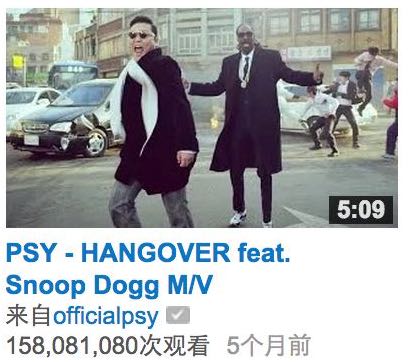 5:09
PSY - HANGOVER feat.
Snoop Dogg M/V
来自officialpsy
158,081,080次观看 5个月前